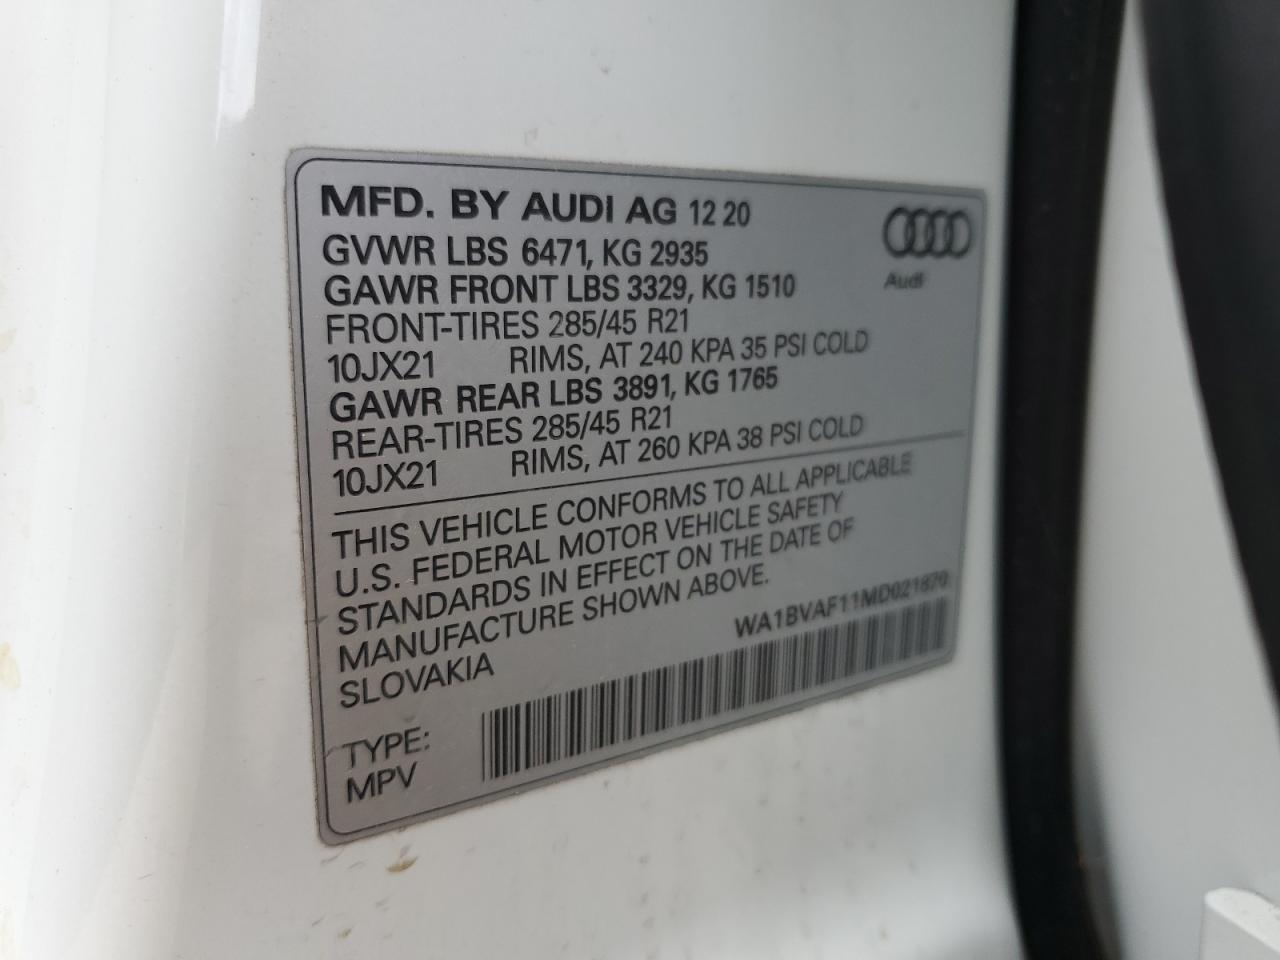 MFD. BY AUDI AG 12 20
GVWR LBS 6471, KG 2935
GAWR FRONT LBS 3329, KG 1510
FRONT-TIRES 285/45 R21
10JX21 RIMS, AT 240 KPA 35 PSI COLD
GAWR REAR LBS 3891, KG 1765
REAR-TIRES 285/45 R21
10JX21 RIMS, AT 260 KPA 38 PSI COLD
Audi
THIS VEHICLE CONFORMS TO ALL APPLICABLE
U.S. FEDERAL MOTOR VEHICLE SAFETY
STANDARDS IN EFFECT ON THE DATE OF
MANUFACTURE SHOWN ABOVE.
SLOVAKIA
WA1BVAF11MD021870
TYPE:
MPV